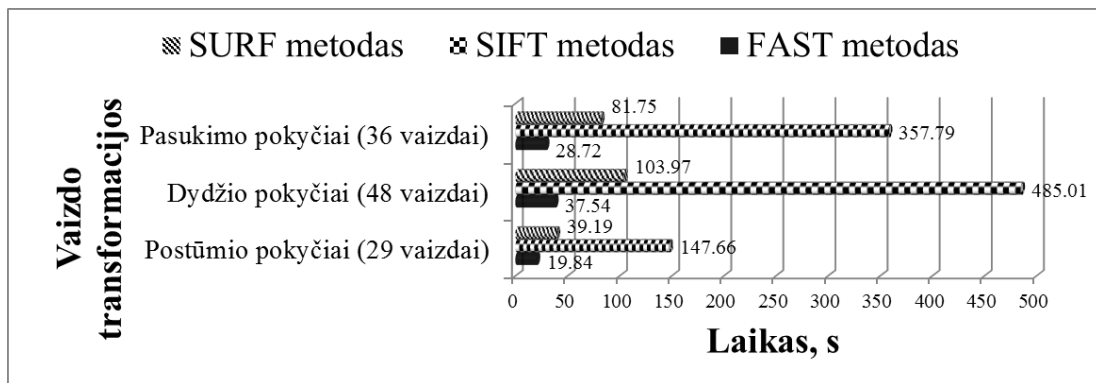 SURF metodas SIFT metodas FAST metodas
Vaizdo
transformacijos
Pasukimo pokyčiai (36 vaizdai)
81.75
357.79
28.72
Dydžio pokyčiai (48 vaizdai)
103.97
485.01
37.54
Postūmio pokyčiai (29 vaizdai)
39.19
147.66
19.84
0 50 100 150 200 250 300 350 400 450 500
Laikas, s